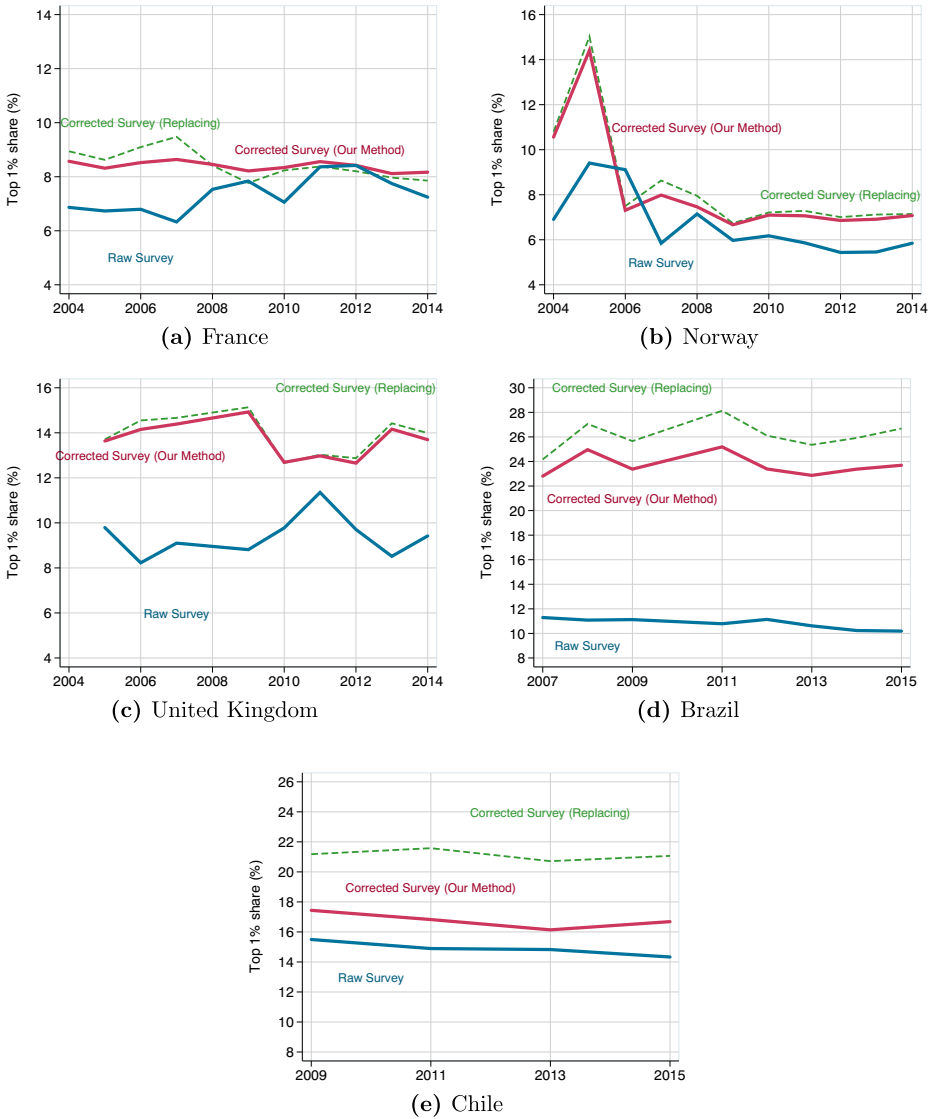 14
12
10
8
6
4
Top 1% share (%)
Corrected Survey (Replacing)
Corrected Survey (Our Method)
Raw Survey
2004 2006 2008 2010 2012 2014
(a) France
16
14
12
10
8
6
4
Top 1% share (%)
Corrected Survey (Our Method)
Corrected Survey (Replacing)
Raw Survey
2004 2006 2008 2010 2012 2014
(b) Norway
16
14
12
10
8
6
4
Top 1% share (%)
Corrected Survey (Replacing)
Corrected Survey (Our Method)
Raw Survey
2004 2006 2008 2010 2012 2014
(c) United Kingdom
30
28
26
24
22
20
18
16
14
12
10
8
Top 1% share (%)
Corrected Survey (Replacing)
Corrected Survey (Our Method)
Raw Survey
2007 2009 2011 2013 2015
(d) Brazil
26
24
22
20
18
16
14
12
10
8
Top 1% share (%)
Corrected Survey (Replacing)
Corrected Survey (Our Method)
Raw Survey
2009 2011 2013 2015
(e) Chile